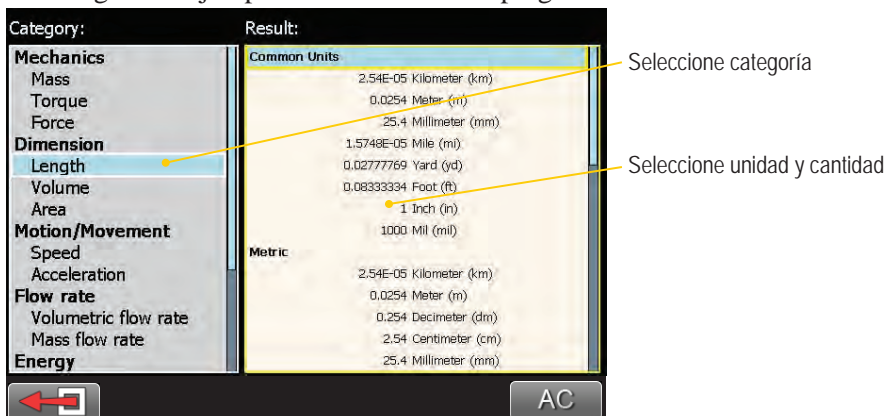 Category:
Mechanics
Mass
Torque
Force
Dimension
Length
Volume
Area
Motion/Movement
Speed
Acceleration
Flow rate
Volumetric flow rate
Mass flow rate
Energy
Result:
Common Units
2.54E-05 Kilometer (km)
0.0254 Meter (m)
25.4 Millimeter (mm)
1.5748E-05 Mile (mi)
0.02777769 Yard (yd)
0.08333334 Foot (ft)
1 Inch (in)
1000 Mil (mil)
Metric
2.54E-05 Kilometer (km)
0.0254 Meter (m)
0.254 Decimeter (dm)
2.54 Centimeter (cm)
25.4 Millimeter (mm)
AC
Seleccione categoría
Seleccione unidad y cantidad